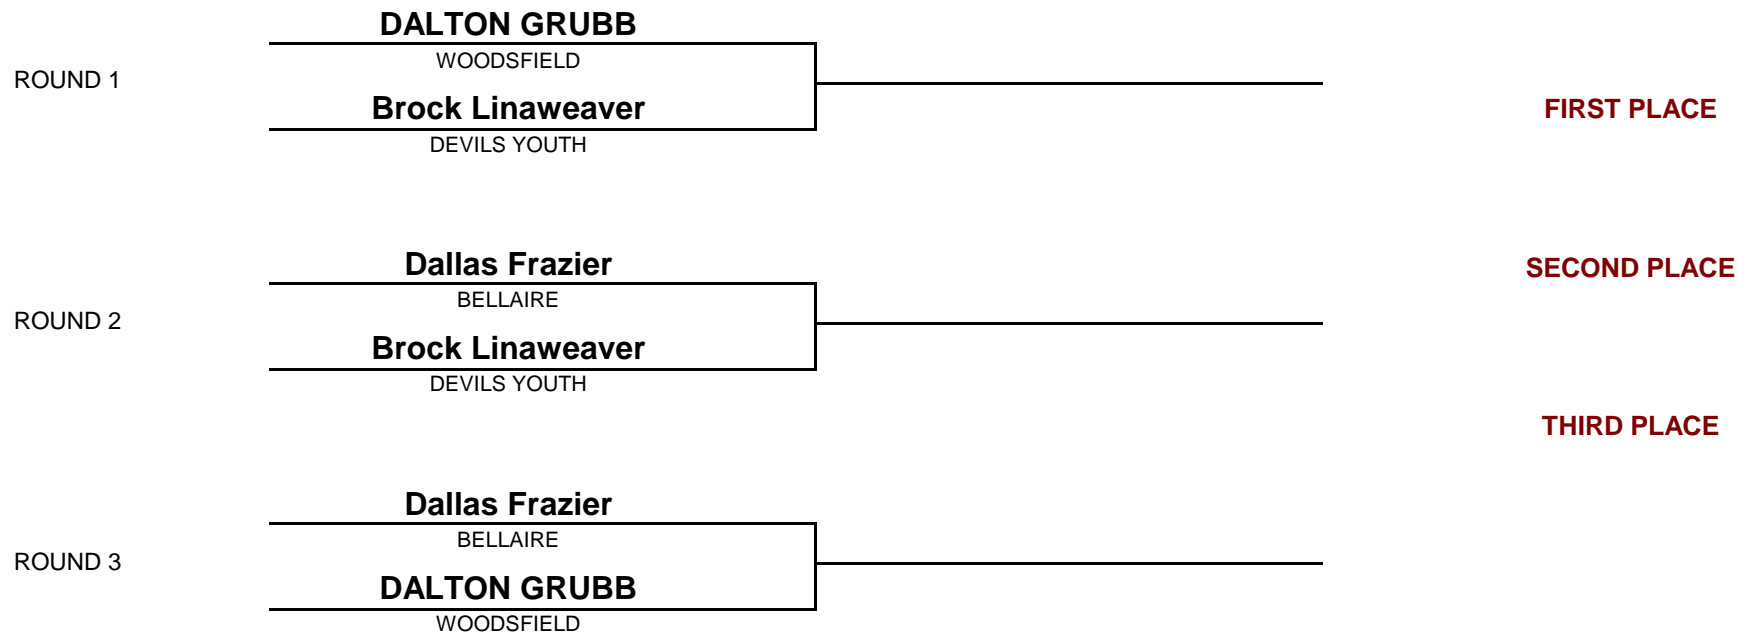 DALTON GRUBB
WOODSFIELD
ROUND 1
Brock Linaweaver
FIRST PLACE
DEVILS YOUTH
Dallas Frazier
SECOND PLACE
BELLAIRE
ROUND 2
Brock Linaweaver
DEVILS YOUTH
THIRD PLACE
Dallas Frazier
BELLAIRE
ROUND 3
DALTON GRUBB
WOODSFIELD